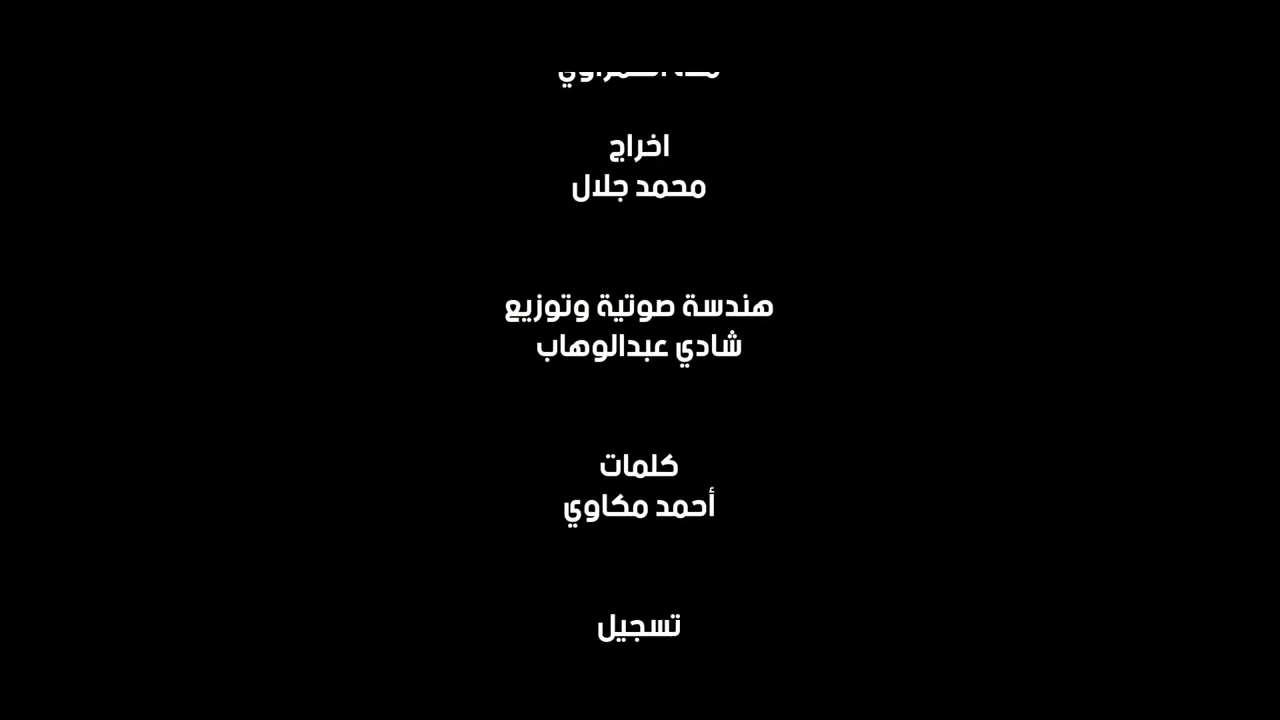 اخراج
محمد جلال
هندسة صوتية وتوزيع
شادي عبدالوهاب
كلمات
أحمد مكاوي
تسجيل